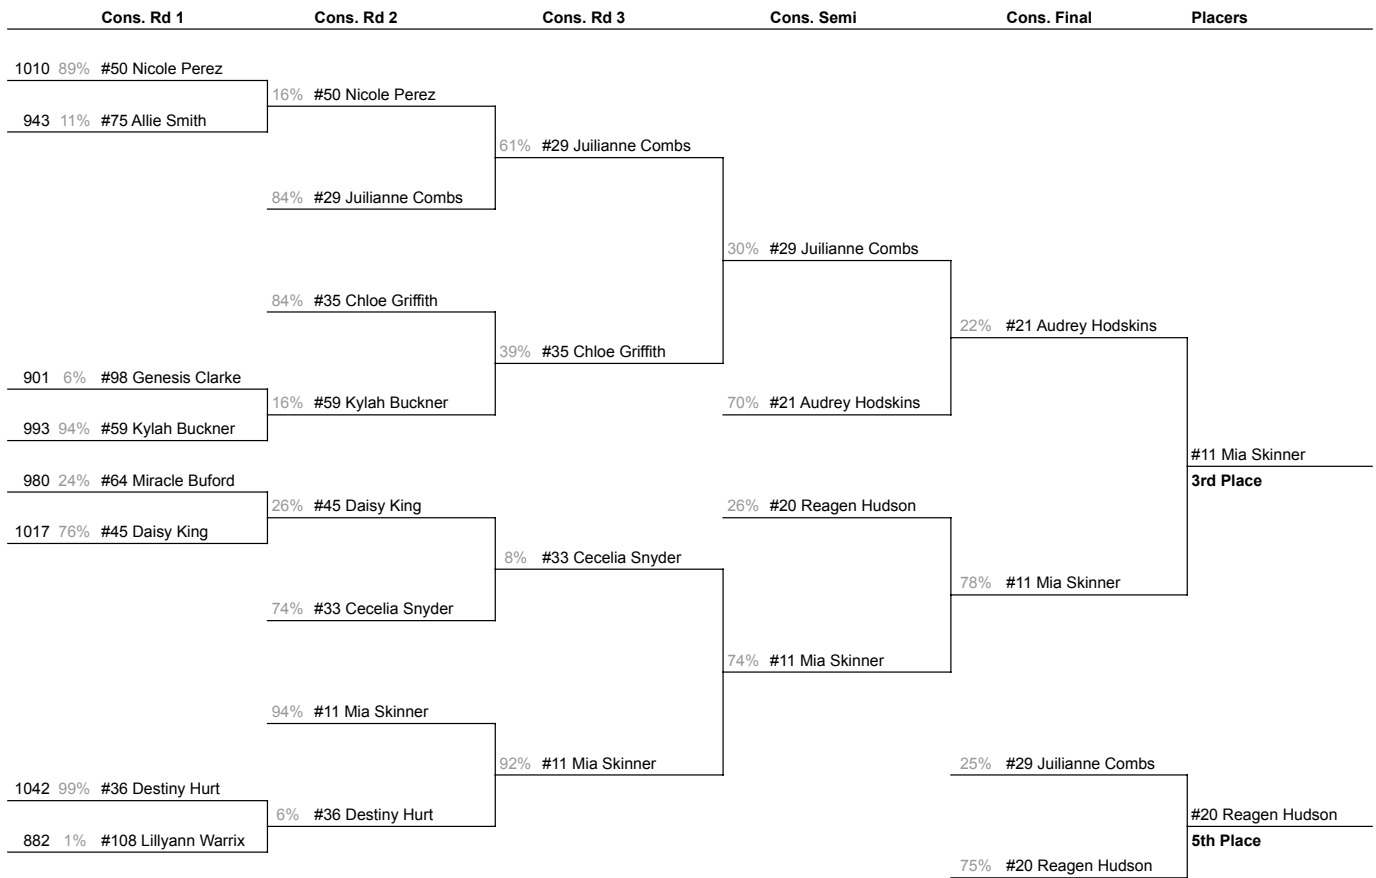 Cons. Rd 1 Cons. Rd 2 Cons. Rd 3 Cons. Semi Cons. Final Placers
1010 89% #50 Nicole Perez
16% #50 Nicole Perez
943 11% #75 Allie Smith
61% #29 Juilianne Combs
84% #29 Juilianne Combs
30% #29 Juilianne Combs
84% #35 Chloe Griffith
22% #21 Audrey Hodskins
39% #35 Chloe Griffith
901 6% #98 Genesis Clarke
16% #59 Kylah Buckner
70% #21 Audrey Hodskins
993 94% #59 Kylah Buckner
#11 Mia Skinner
980 24% #64 Miracle Buford
3rd Place
26% #45 Daisy King
26% #20 Reagen Hudson
1017 76% #45 Daisy King
8% #33 Cecelia Snyder
78% #11 Mia Skinner
74% #33 Cecelia Snyder
74% #11 Mia Skinner
94% #11 Mia Skinner
92% #11 Mia Skinner
25% #29 Juilianne Combs
1042 99% #36 Destiny Hurt
6% #36 Destiny Hurt
#20 Reagen Hudson
882 1% #108 Lillyann Warrix
5th Place
75% #20 Reagen Hudson